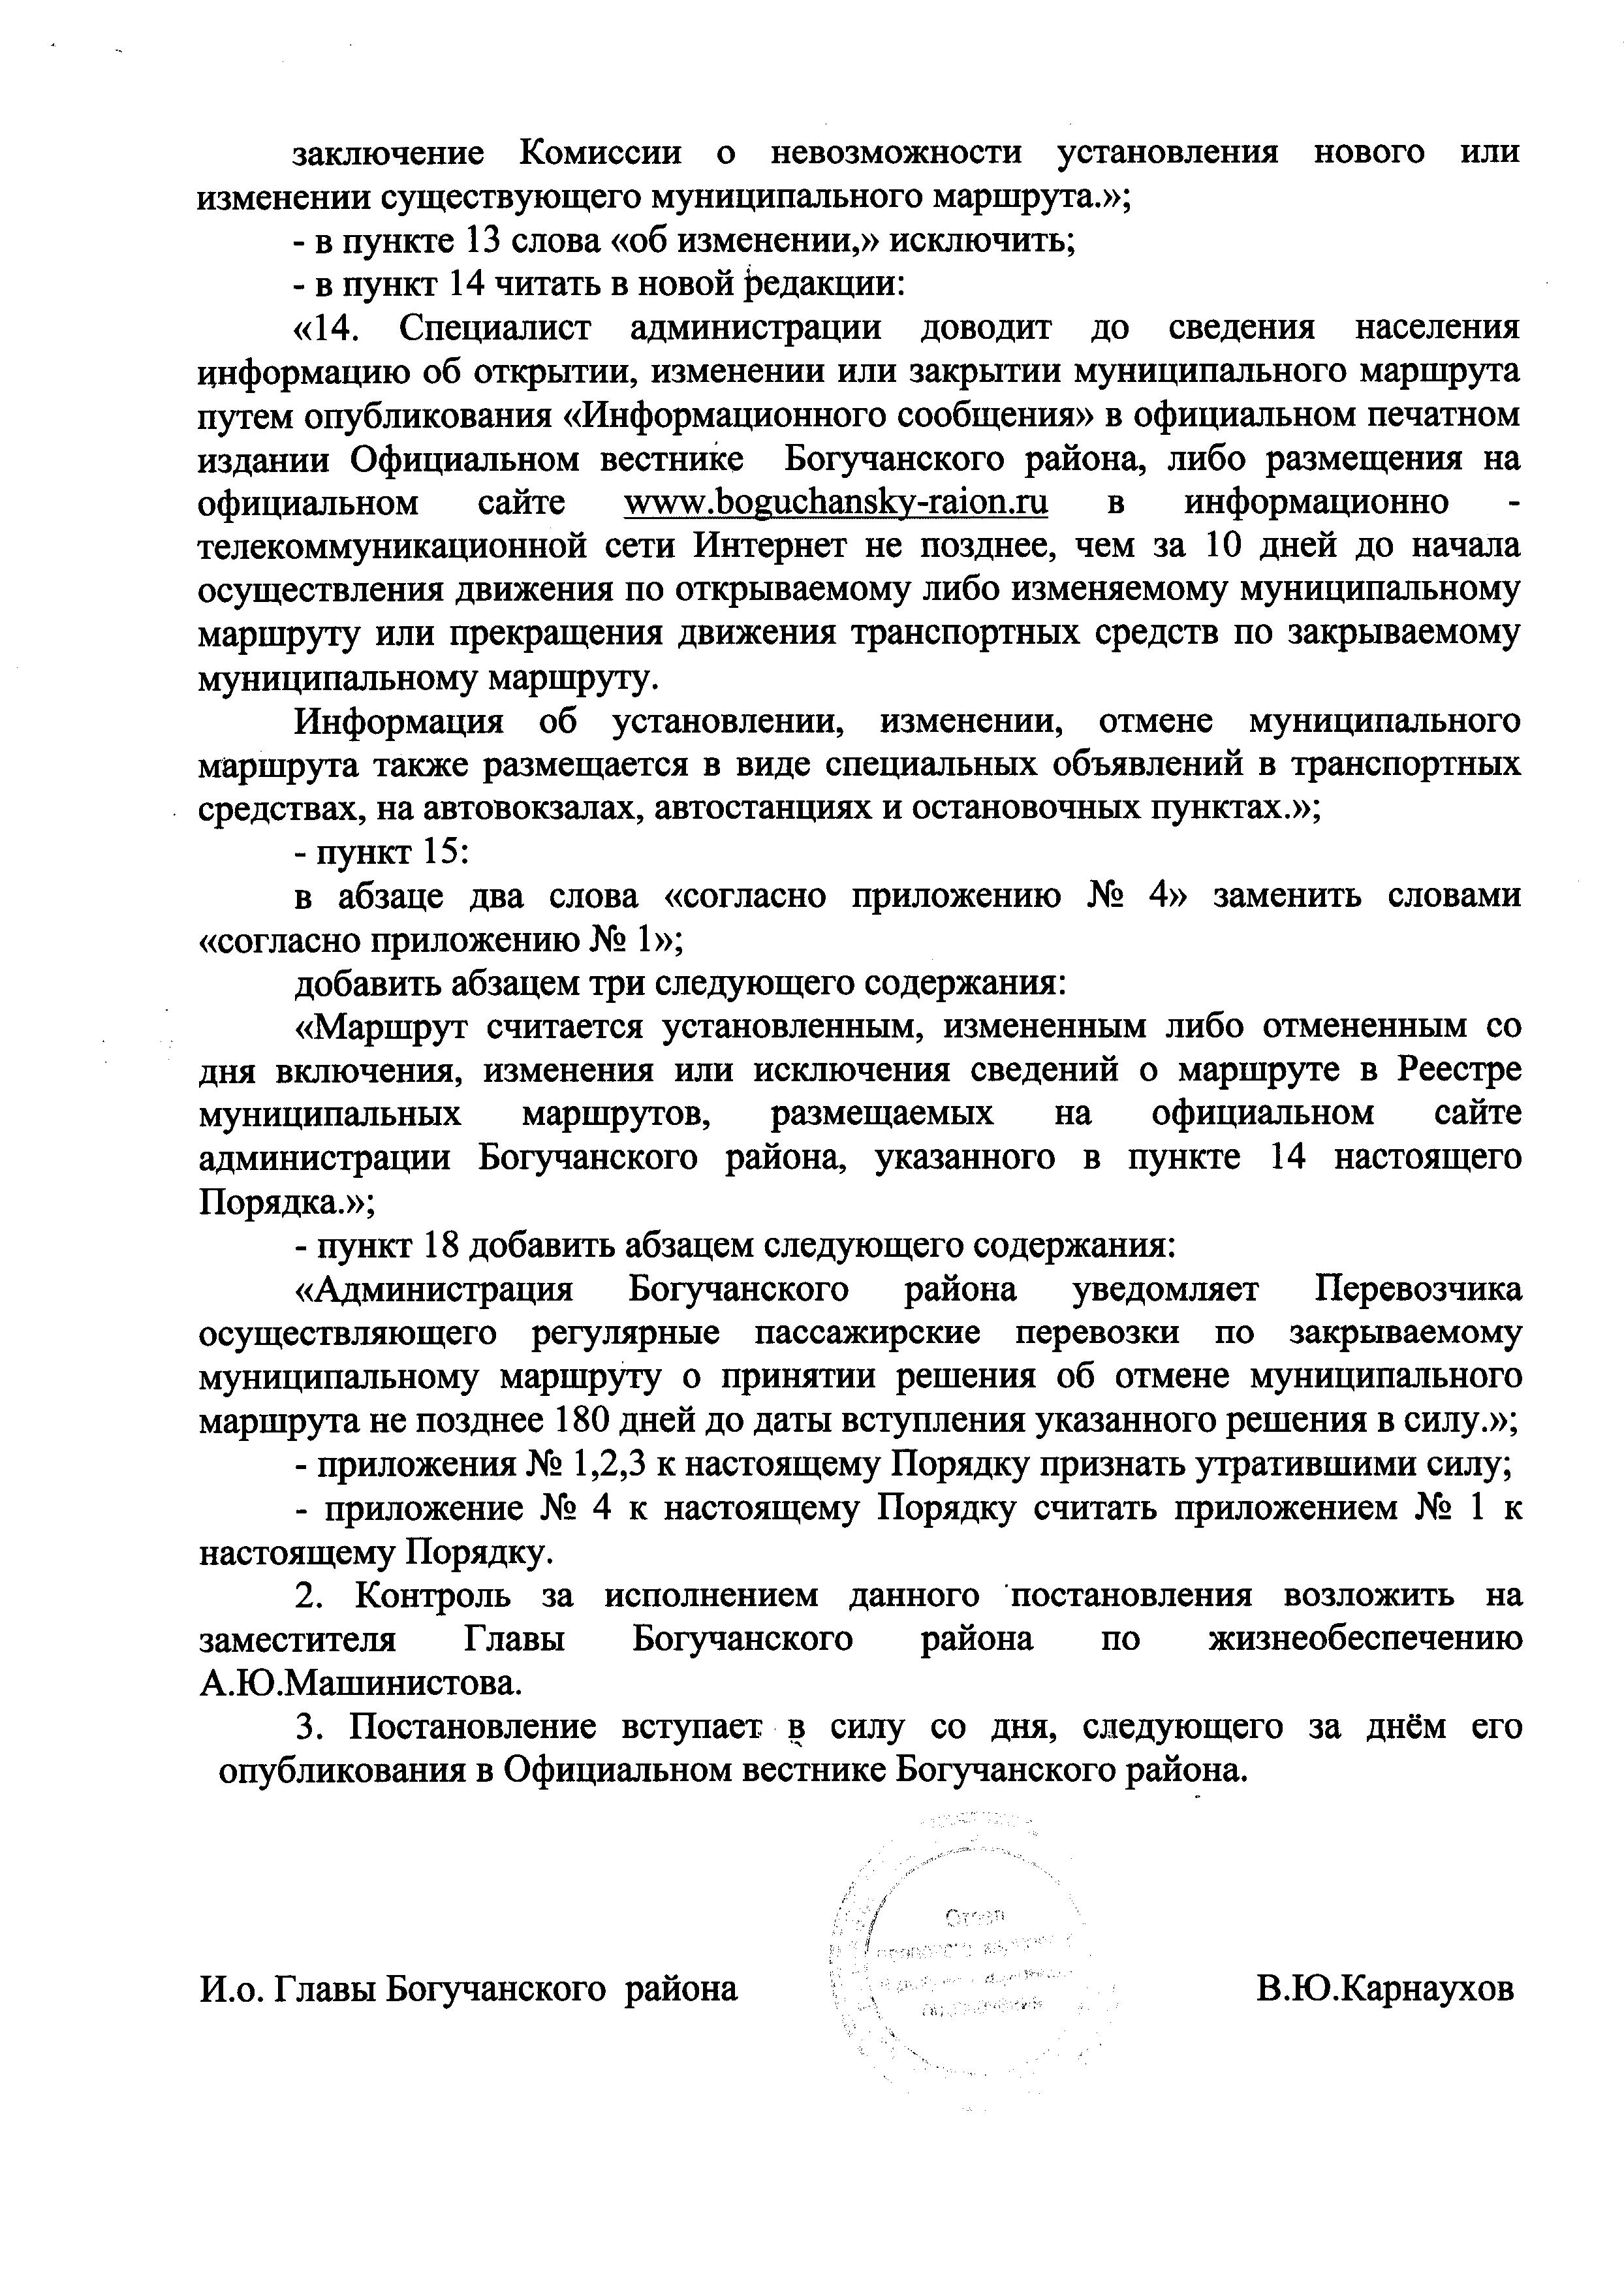 заключение Комиссии о невозможности установления нового или
изменении существующего муниципального маршрута.»;
- в пункте 13 слова «об изменении,» исключить;
- в пункт 14 читать в новой редакции:
«14. Специалист администрации доводит до сведения населения
информацию об открытии, изменении или закрытии муниципального маршрута
путем опубликования «Информационного сообщения» в официальном печатном
издании Официальном вестнике Богучанского района, либо размещения на
официальном сайте www.boguchansky-raion.ru в информационно -
телекоммуникационной сети Интернет не позднее, чем за 10 дней до начала
осуществления движения по открываемому либо изменяемому муниципальному
маршруту или прекращения движения транспортных средств по закрываемому
муниципальному маршруту.
Информация об установлении, изменении, отмене муниципального
маршрута также размещается в виде специальных объявлений в транспортных
средствах, на автовокзалах, автостанциях и остановочных пунктах.»;
- пункт 15:
в абзаце два слова «согласно приложению № 4» заменить словами
«согласно приложению № 1»;
добавить абзацем три следующего содержания:
«Маршрут считается установленным, измененным либо отмененным со
дня включения, изменения или исключения сведений о маршруте в Реестре
муниципальных маршрутов, размещаемых на официальном сайте
администрации Богучанского района, указанного в пункте 14 настоящего
Порядка.»;
- пункт 18 добавить абзацем следующего содержания:
«Администрация Богучанского района уведомляет Перевозчика
осуществляющего регулярные пассажирские перевозки по закрываемому
муниципальному маршруту о принятии решения об отмене муниципального
маршрута не позднее 180 дней до даты вступления указанного решения в силу.»;
- приложения № 1,2,3 к настоящему Порядку признать утратившими силу;
- приложение № 4 к настоящему Порядку считать приложением № 1 к
настоящему Порядку.
2. Контроль за исполнением данного постановления возложить на
заместителя Главы Богучанского района по жизнеобеспечению
А.Ю.Машинистова.
3. Постановление вступает в силу со дня, следующего за днём его
опубликования в Официальном вестнике Богучанского района.
Отдел
И.о. Главы Богучанского района В.Ю.Карнаухов